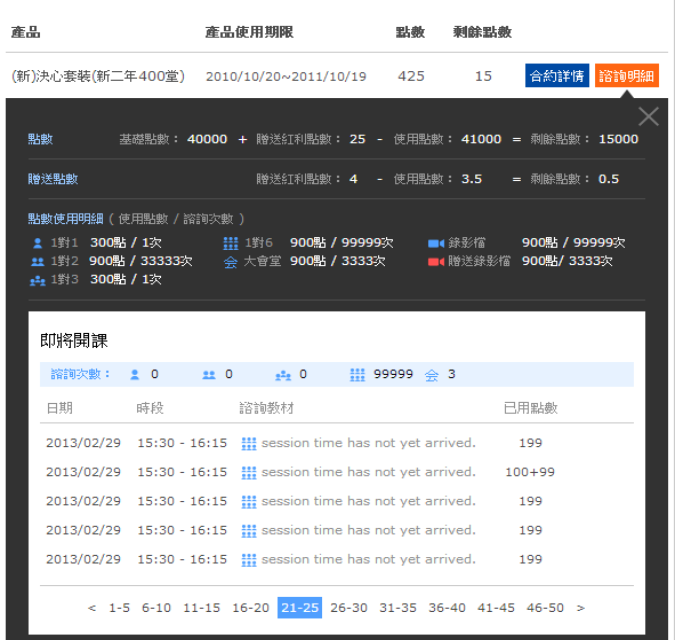 產品 產品使用期限 點數 剩餘點數
(新)決心套裝(新二年400堂) 2010/10/20~2011/10/19 425 15 合約詳情 諮詢明細
點數 基礎點數： 40000 + 贈送紅利點數： 25 - 使用點數： 41000 = 剩餘點數： 15000
贈送點數 贈送紅利點數： 4 - 使用點數： 3.5 = 剩餘點數： 0.5
點數使用明細 ( 使用點數 / 諮詢次數 )
1對1 300點 / 1次 1對6 900點 / 99999次 錄影檔 900點 / 99999次
1對2 900點 / 33333次 大會堂 900點 / 3333次 贈送錄影檔 900點/ 3333次
1對3 300點 / 1次
即將開課
諮詢次數： 0 0 0 99999 会 3
日期 時段 諮詢教材 已用點數
2013/02/29 15:30 - 16:15 session time has not yet arrived. 199
2013/02/29 15:30 - 16:15 session time has not yet arrived. 100+99
2013/02/29 15:30 - 16:15 session time has not yet arrived. 199
2013/02/29 15:30 - 16:15 session time has not yet arrived. 199
2013/02/29 15:30 - 16:15 session time has not yet arrived. 199
< 1-5 6-10 11-15 16-20 21-25 26-30 31-35 36-40 41-45 46-50 >